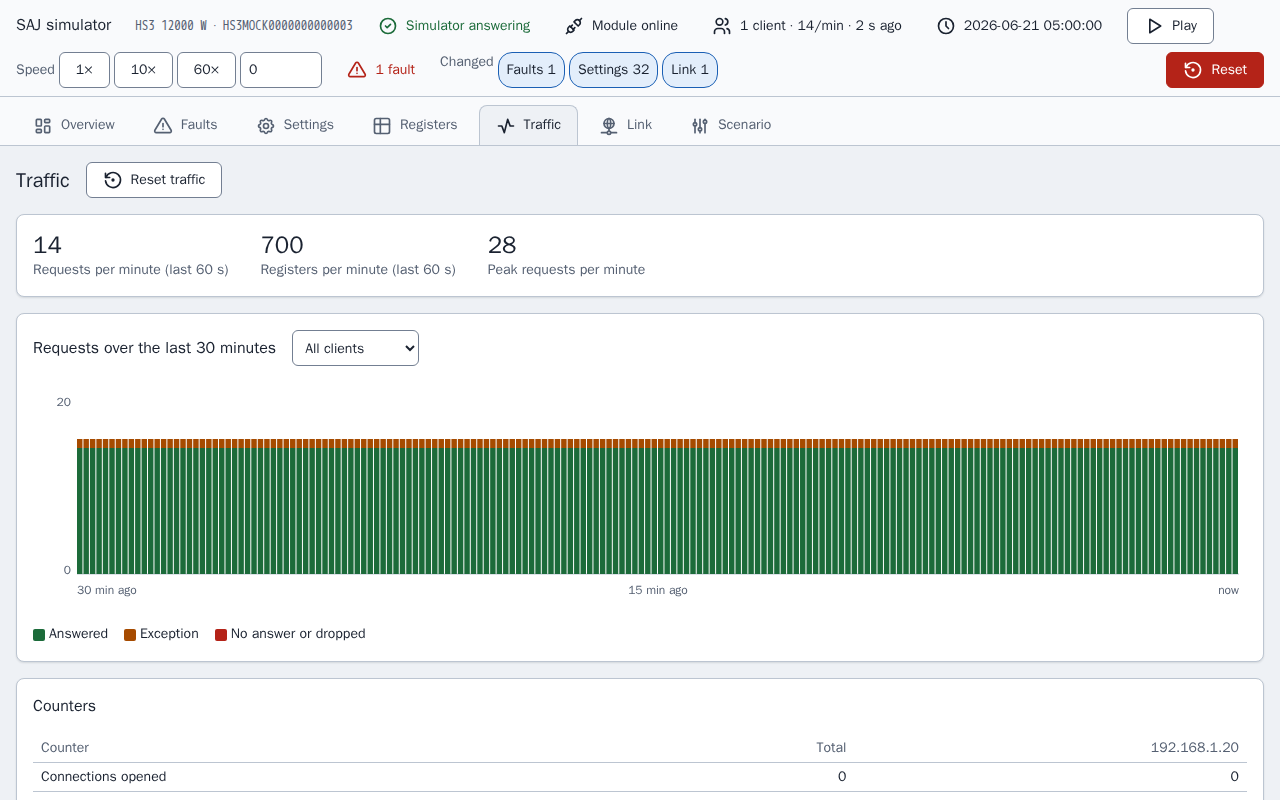 SAJ simulator HS3 12000 W · HS3MOCK0000000000003 Simulator answering Module online 1 client · 14/min · 2 s ago 2026-06-21 05:00:00 Play
Speed 1× 10× 60× 0 1 fault Changed Faults 1 Settings 32 Link 1 Reset
Overview Faults Settings Registers Traffic Link Scenario
Traffic Reset traffic
14 700 28
Requests per minute (last 60 s) Registers per minute (last 60 s) Peak requests per minute
Requests over the last 30 minutes All clients
20
0
30 min ago 15 min ago now
Answered Exception No answer or dropped
Counters
Counter Total 192.168.1.20
Connections opened 0 0